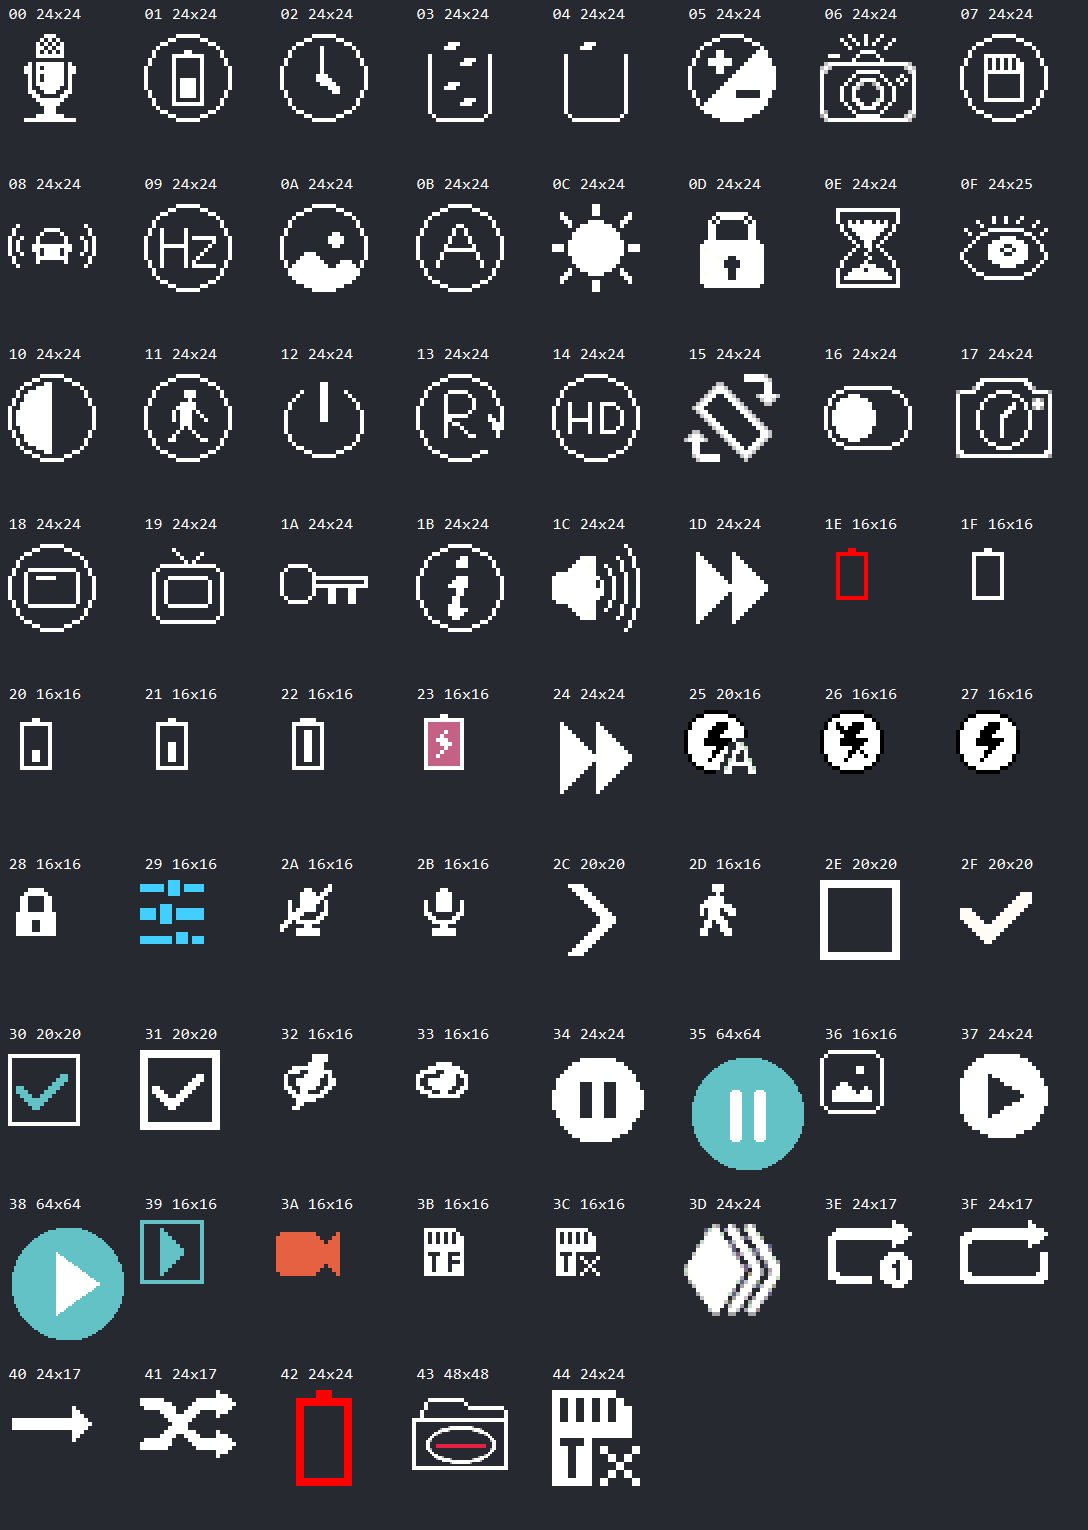 00 24x24 01 24x24 02 24x24 03 24x24 04 24x24 05 24x24 06 24x24 07 24x24
08 24x24 09 24x24 0A 24x24 0B 24x24 0C 24x24 0D 24x24 0E 24x24 0F 24x25
Hz A
10 24x24 11 24x24 12 24x24 13 24x24 14 24x24 15 24x24 16 24x24 17 24x24
R HD
18 24x24 19 24x24 1A 24x24 1B 24x24 1C 24x24 1D 24x24 1E 16x16 1F 16x16
i
20 16x16 21 16x16 22 16x16 23 16x16 24 24x24 25 20x16 26 16x16 27 16x16
A
28 16x16 29 16x16 2A 16x16 2B 16x16 2C 20x20 2D 16x16 2E 20x20 2F 20x20
30 20x20 31 20x20 32 16x16 33 16x16 34 24x24 35 64x64 36 16x16 37 24x24
38 64x64 39 16x16 3A 16x16 3B 16x16 3C 16x16 3D 24x24 3E 24x17 3F 24x17
TF Tx 1
40 24x17 41 24x17 42 24x24 43 48x48 44 24x24
Tx